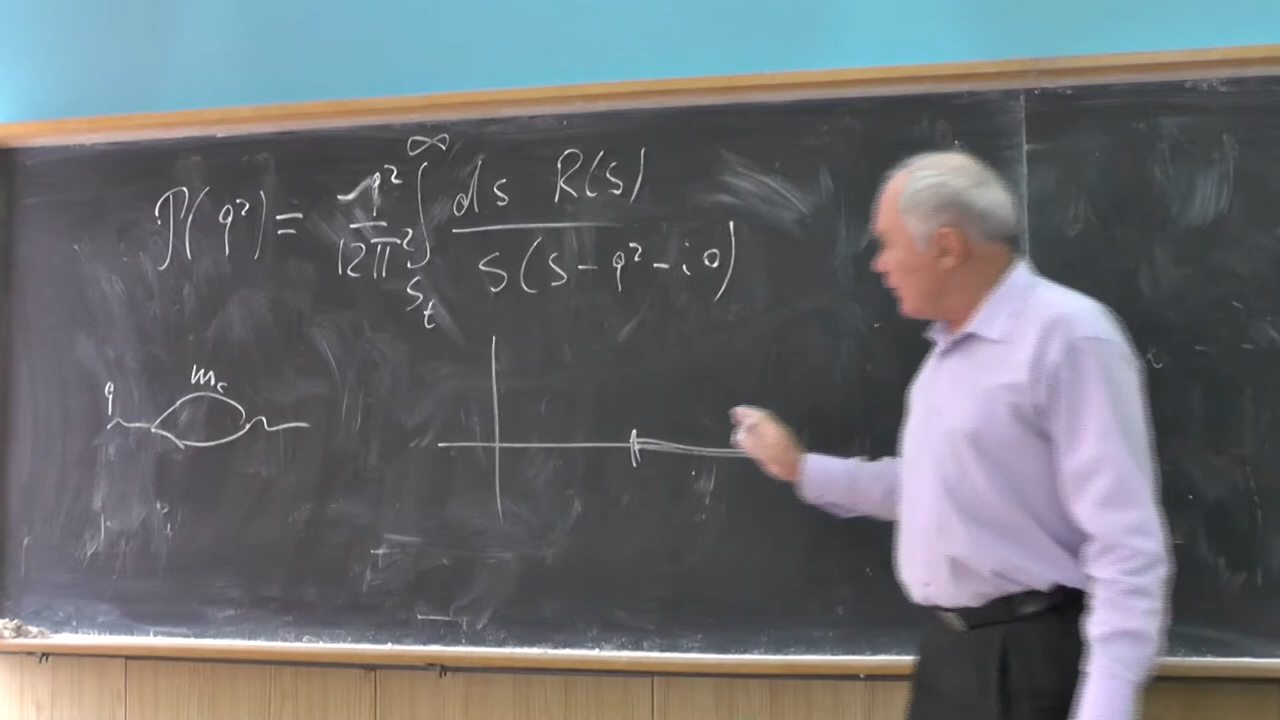 ∞
P(q²) = q² ∫ ds R(s)
12π² s(s - q² - i0)
s_t
q
m_c